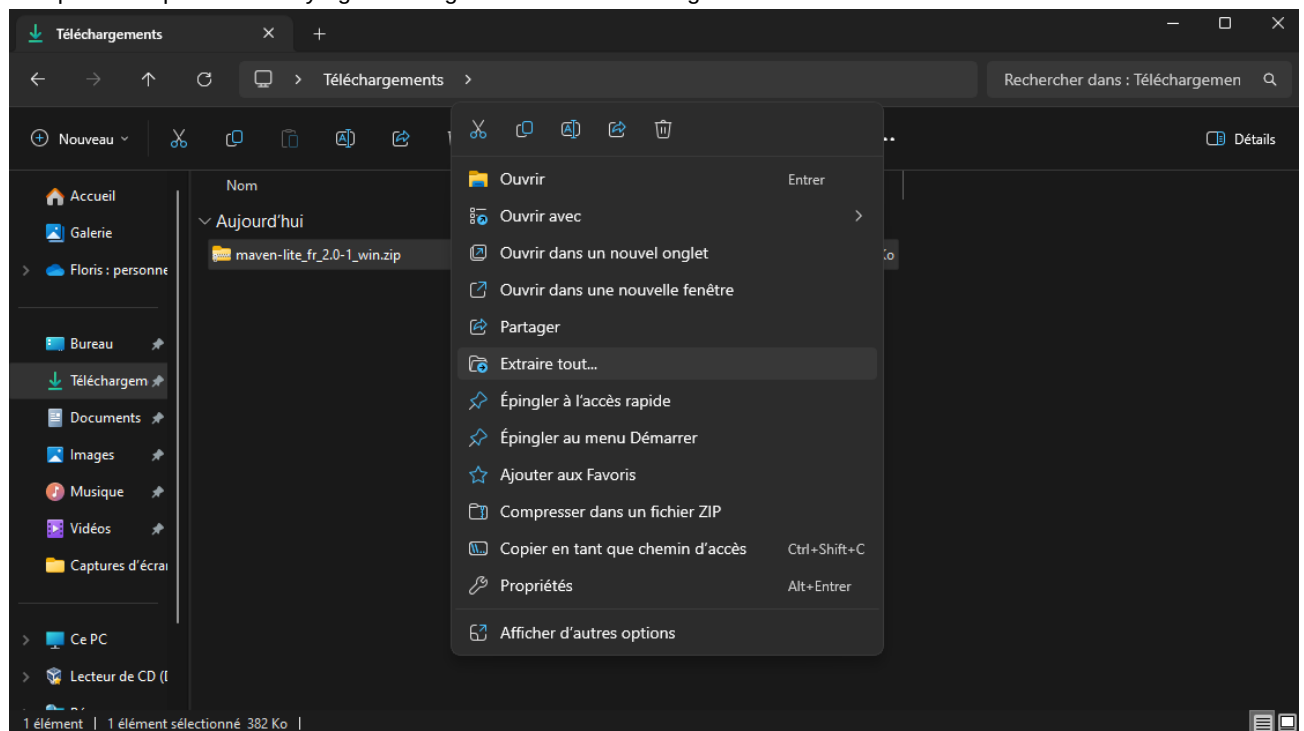 Téléchargements
Téléchargements
Rechercher dans : Téléchargemen
Nouveau
Détails
Accueil
Galerie
Floris : personne
Bureau
Téléchargem
Documents
Images
Musique
Vidéos
Captures d'écran
Ce PC
Lecteur de CD (
Nom
Aujourd'hui
maven-lite_fr_2.0-1_win.zip
Ko
Ouvrir Entrer
Ouvrir avec
Ouvrir dans un nouvel onglet
Ouvrir dans une nouvelle fenêtre
Partager
Extraire tout...
Épingler à l'accès rapide
Épingler au menu Démarrer
Ajouter aux Favoris
Compresser dans un fichier ZIP
Copier en tant que chemin d'accès Ctrl+Shift+C
Propriétés Alt+Entrer
Afficher d'autres options
1 élément | 1 élément sélectionné 382 Ko |